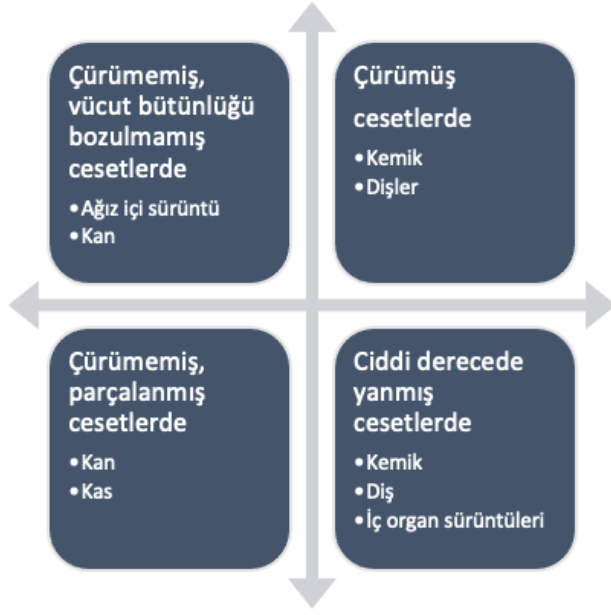 Çürümemiş,
vücut bütünlüğü
bozulmamış
cesetlerde
•Ağız içi sürüntü
•Kan
Çürümüş
cesetlerde
•Kemik
•Dişler
Çürümemiş,
parçalanmış
cesetlerde
•Kan
•Kas
Ciddi derecede
yanmış
cesetlerde
•Kemik
•Diş
•İç organ sürüntüleri